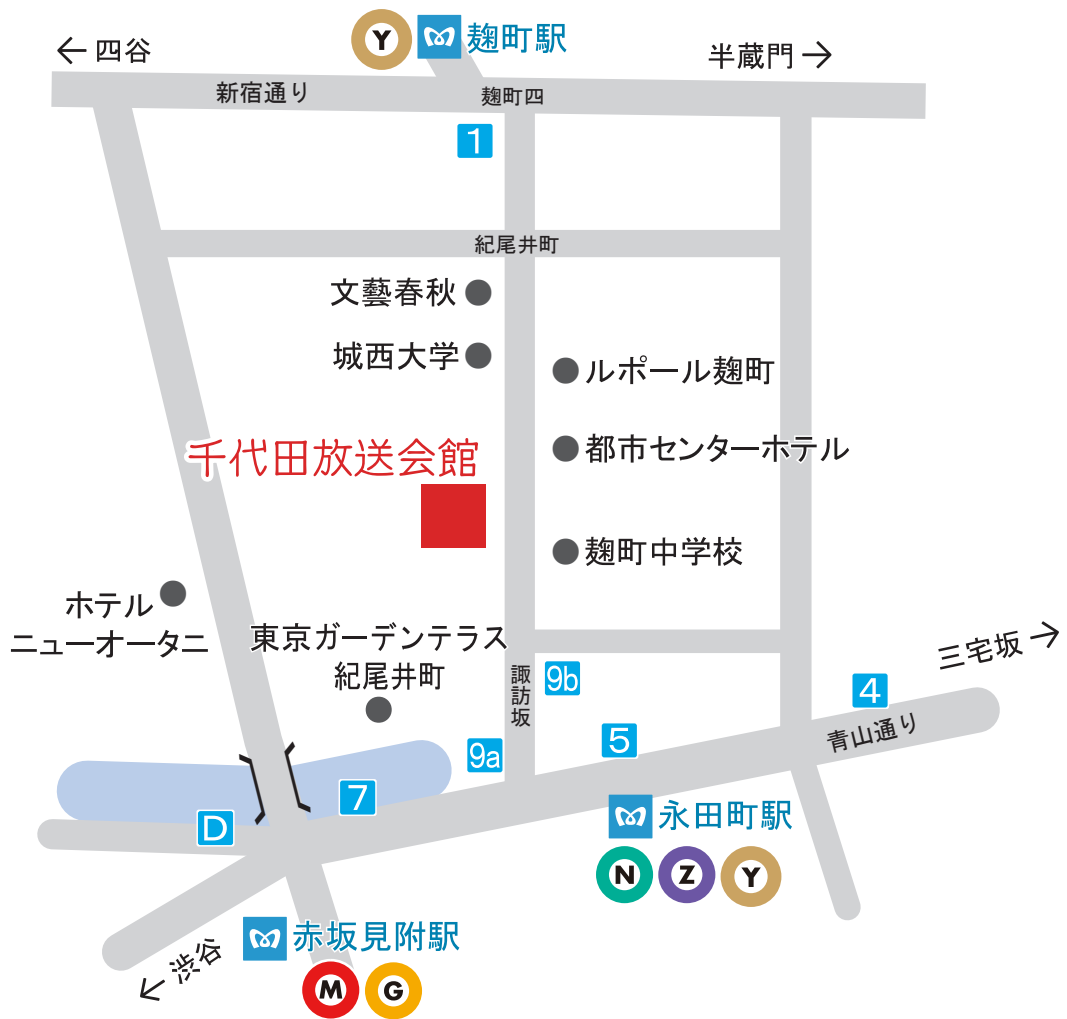 ← 四谷
Y
麹町駅
半蔵門 →
新宿通り
麹町四
1
紀尾井町
文藝春秋
城西大学
ルポール麹町
千代田放送会館
都市センターホテル
麹町中学校
ホテル
ニューオータニ
東京ガーデンテラス
紀尾井町
諏訪坂
9b
三宅坂 →
4
青山通り
5
9a
7
D
永田町駅
N
Z
Y
赤坂見附駅
← 渋谷
M
G